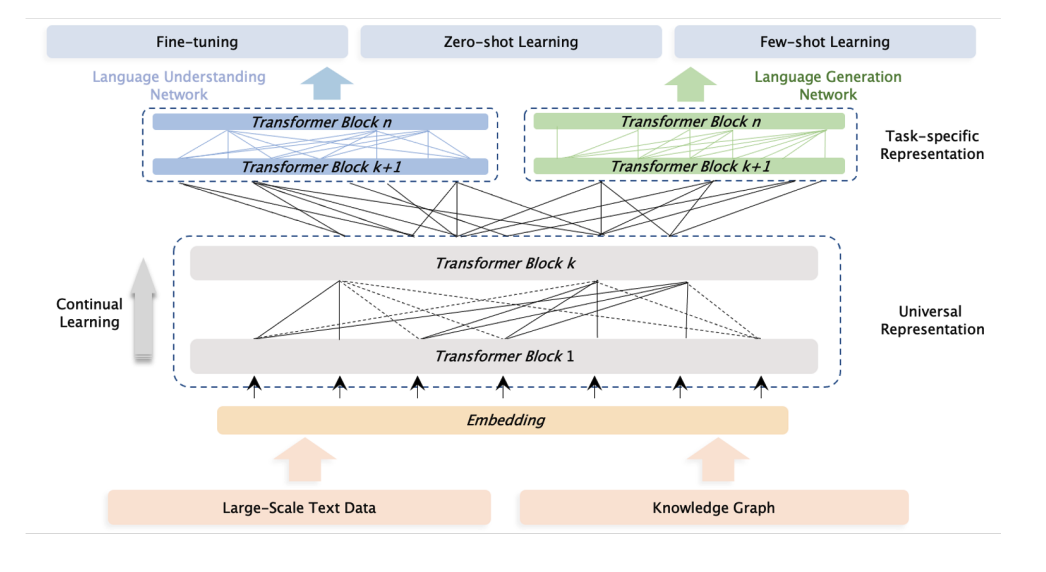 Fine-tuning
Zero-shot Learning
Few-shot Learning
Language Understanding
Network
Language Generation
Network
Transformer Block n
Transformer Block n
Transformer Block k+1
Transformer Block k+1
Task-specific
Representation
Transformer Block k
Continual
Learning
Universal
Representation
Transformer Block 1
Embedding
Large-Scale Text Data
Knowledge Graph